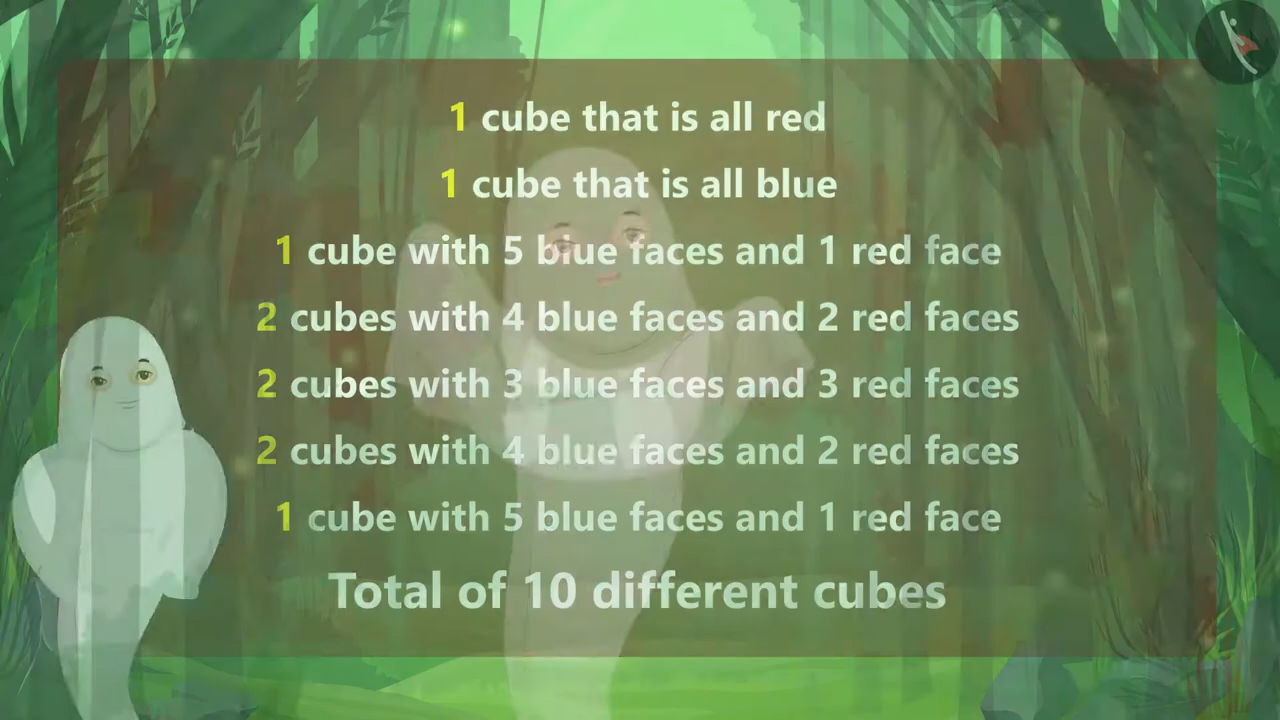 1 cube that is all red
1 cube that is all blue
1 cube with 5 blue faces and 1 red face
2 cubes with 4 blue faces and 2 red faces
2 cubes with 3 blue faces and 3 red faces
2 cubes with 4 blue faces and 2 red faces
1 cube with 5 blue faces and 1 red face
Total of 10 different cubes